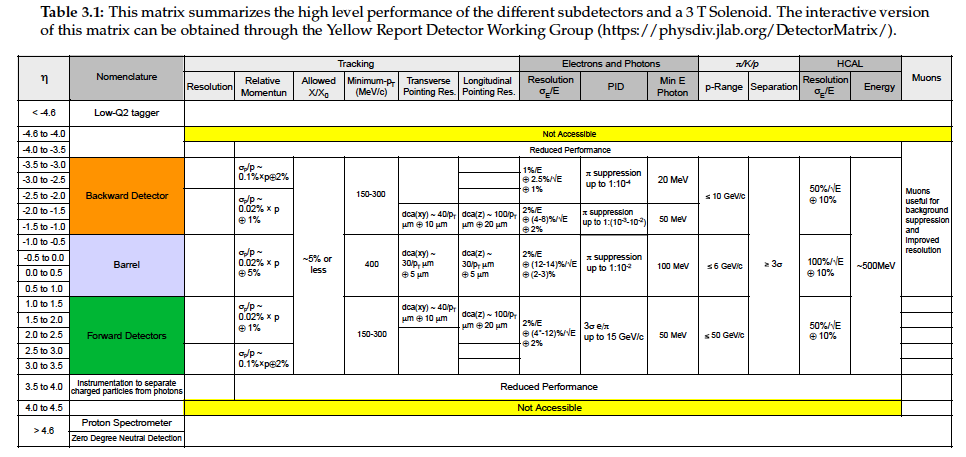 Table 3.1: This matrix summarizes the high level performance of the different subdetectors and a 3 T Solenoid. The interactive version
of this matrix can be obtained through the Yellow Report Detector Working Group (https://physdiv.jlab.org/DetectorMatrix/).
η Nomenclature Tracking Electrons and Photons π/K/p HCAL Muons
Resolution Relative Momentun Allowed X/X0 Minimum-pT (MeV/c) Transverse Pointing Res. Longitudinal Pointing Res. Resolution σE/E PID Min E Photon p-Range Separation Resolution σE/E Energy
< -4.6 Low-Q2 tagger
-4.6 to -4.0 Not Accessible
-4.0 to -3.5 Reduced Performance
-3.5 to -3.0
-3.0 to -2.5
-2.5 to -2.0
-2.0 to -1.5
-1.5 to -1.0
Backward Detector
σp/p ~
0.1%×p⊕2%
σp/p ~
0.02% × p
⊕ 1%
150-300
dca(xy) ~ 40/pT
μm ⊕ 10 μm
dca(z) ~ 100/pT
μm ⊕ 20 μm
1%/E
⊕ 2.5%/√E
⊕ 1%
π suppression
up to 1:10-4
20 MeV
2%/E
⊕ (4-8)%/√E
⊕ 2%
π suppression
up to 1:(10-3-10-2)
50 MeV
≤ 10 GeV/c
50%/√E
⊕ 10%
Muons
useful for
background
suppression
and
improved
resolution
-1.0 to -0.5
-0.5 to 0.0
0.0 to 0.5
0.5 to 1.0
Barrel
σp/p ~
0.02% × p
⊕ 5%
~5% or
less
400
dca(xy) ~
30/pT μm
⊕ 5 μm
dca(z) ~
30/pT μm
⊕ 5 μm
2%/E
⊕ (12-14)%/√E
⊕ (2-3)%
π suppression
up to 1:10-2
100 MeV
≤ 6 GeV/c
≥ 3σ
100%/√E
⊕ 10%
~500MeV
1.0 to 1.5
1.5 to 2.0
2.0 to 2.5
2.5 to 3.0
3.0 to 3.5
Forward Detectors
σp/p ~
0.02% × p
⊕ 1%
σp/p ~
0.1%×p⊕2%
150-300
dca(xy) ~ 40/pT
μm ⊕ 10 μm
dca(z) ~ 100/pT
μm ⊕ 20 μm
2%/E
⊕ (4*-12)%/√E
⊕ 2%
3σ e/π
up to 15 GeV/c
50 MeV
≤ 50 GeV/c
50%/√E
⊕ 10%
3.5 to 4.0 Instrumentation to separate
charged particles from photons
Reduced Performance
4.0 to 4.5 Not Accessible
> 4.6 Proton Spectrometer
Zero Degree Neutral Detection